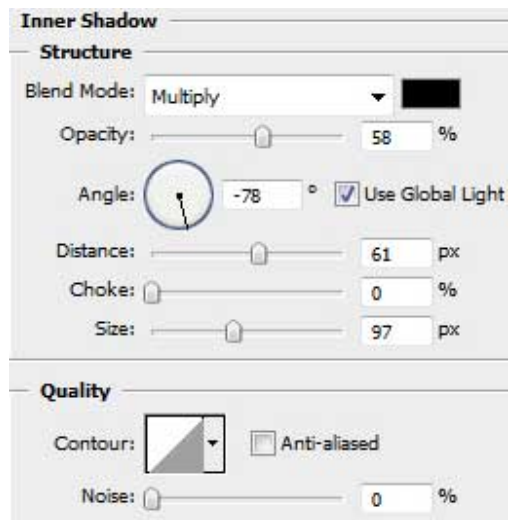 Inner Shadow
Structure
Blend Mode: Multiply
Opacity: 58 %
Angle: -78 ° Use Global Light
Distance: 61 px
Choke: 0 %
Size: 97 px
Quality
Contour: Anti-aliased
Noise: 0 %